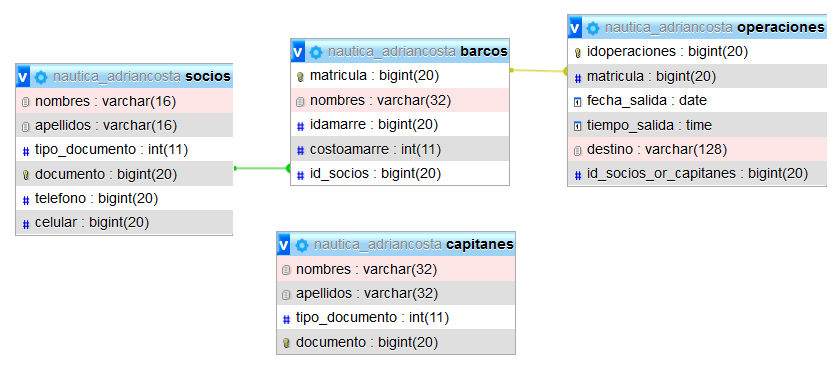 nautica_adriancosta socios
nombres : varchar(16)
apellidos : varchar(16)
tipo_documento : int(11)
documento : bigint(20)
telefono : bigint(20)
celular : bigint(20)
nautica_adriancosta barcos
matricula : bigint(20)
nombres : varchar(32)
idamarre : bigint(20)
costoamarre : int(11)
id_socios : bigint(20)
nautica_adriancosta operaciones
idoperaciones : bigint(20)
matricula : bigint(20)
fecha_salida : date
tiempo_salida : time
destino : varchar(128)
id_socios_or_capitanes : bigint(20)
nautica_adriancosta capitanes
nombres : varchar(32)
apellidos : varchar(32)
tipo_documento : int(11)
documento : bigint(20)